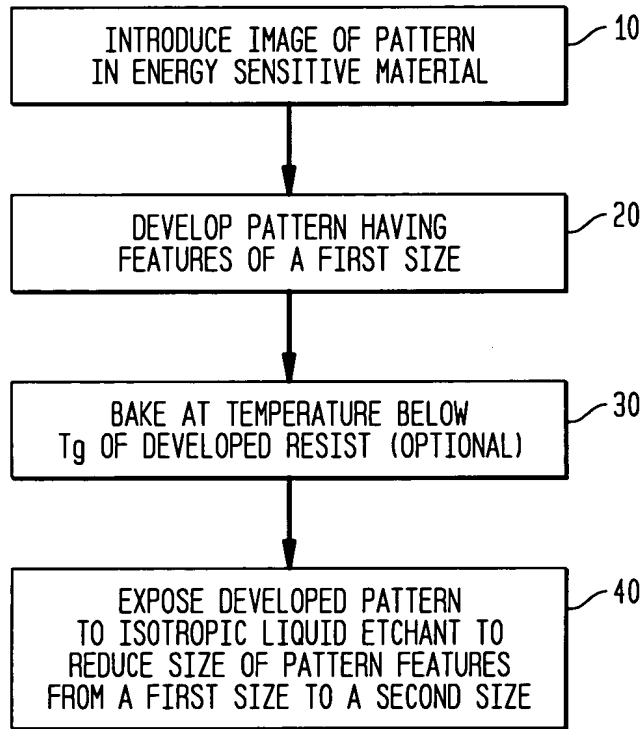 INTRODUCE IMAGE OF PATTERN
IN ENERGY SENSITIVE MATERIAL
10
DEVELOP PATTERN HAVING
FEATURES OF A FIRST SIZE
20
BAKE AT TEMPERATURE BELOW
Tg OF DEVELOPED RESIST (OPTIONAL)
30
EXPOSE DEVELOPED PATTERN
TO ISOTROPIC LIQUID ETCHANT TO
REDUCE SIZE OF PATTERN FEATURES
FROM A FIRST SIZE TO A SECOND SIZE
40